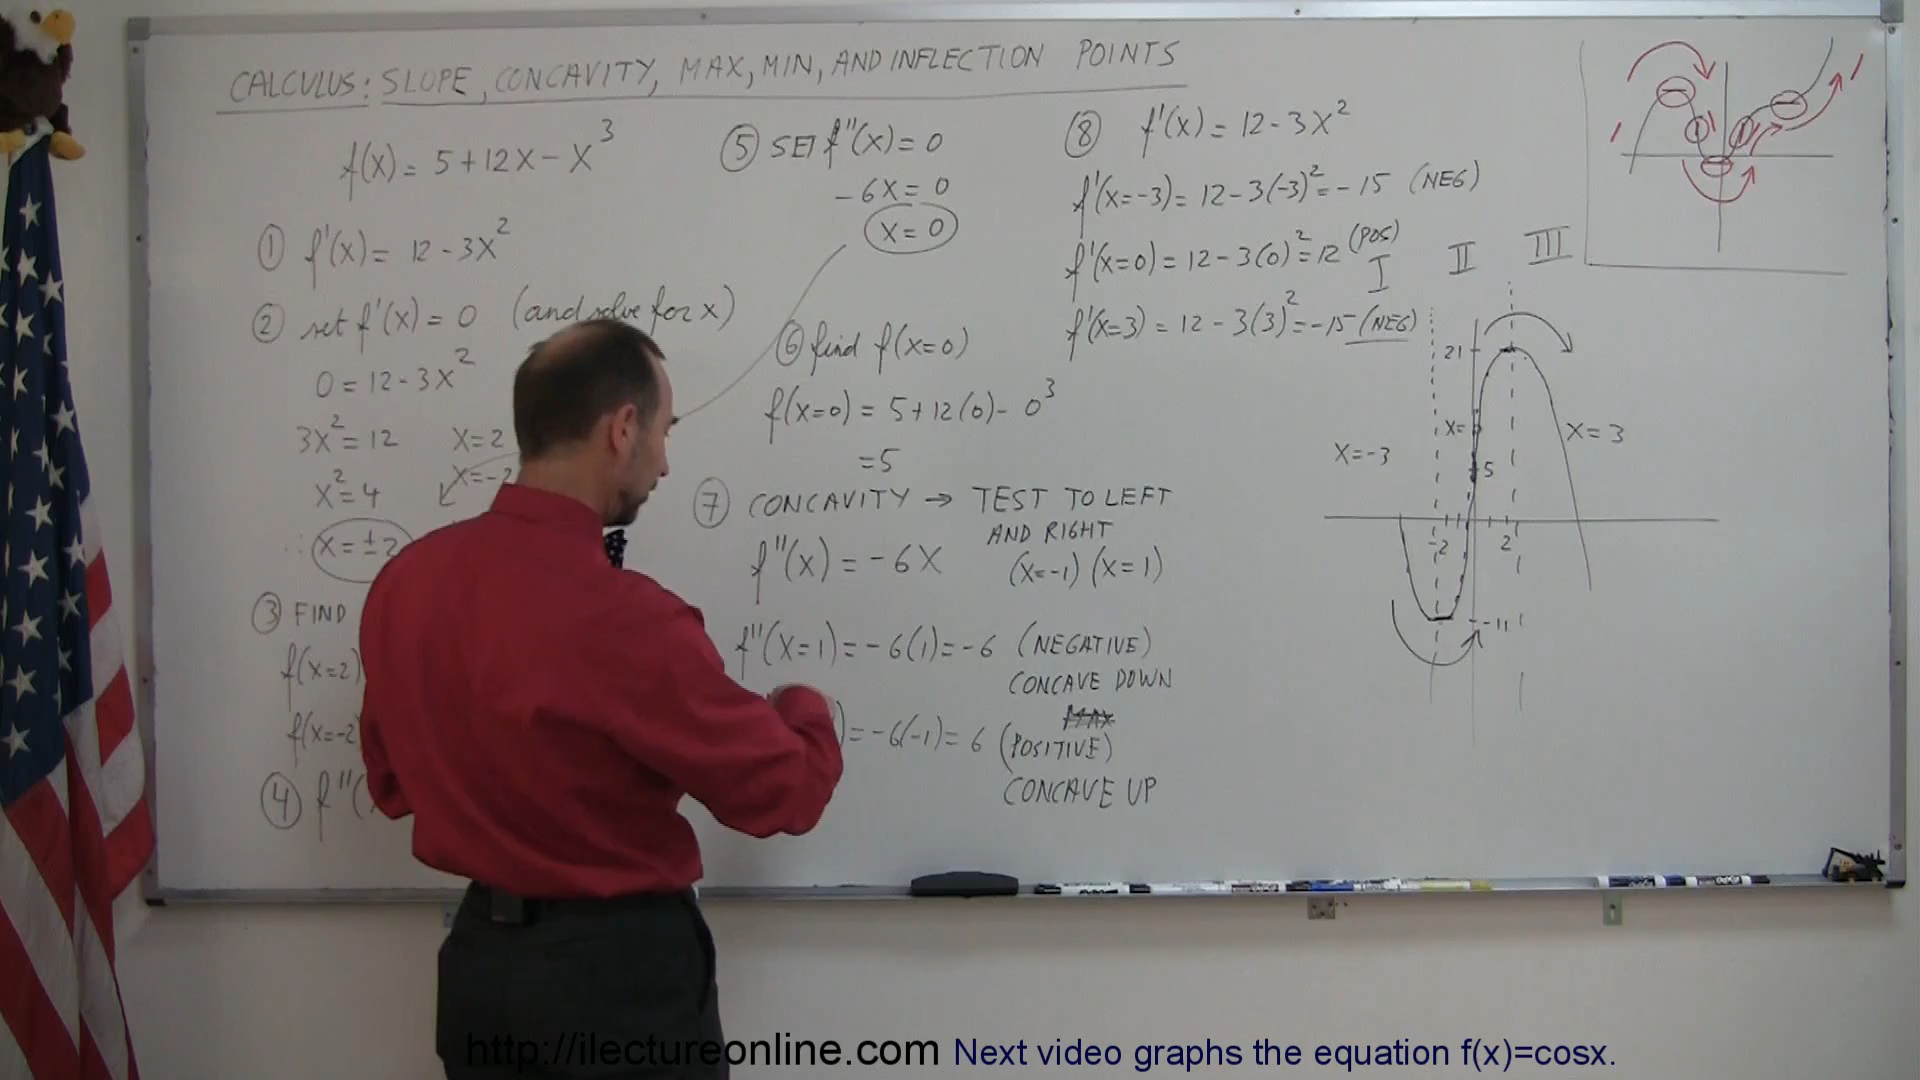 CALCULUS: SLOPE, CONCAVITY, MAX, MIN, AND INFLECTION POINTS
f(x) = 5 + 12x - x³
① f'(x) = 12 - 3x²
② set f'(x) = 0 (and solve for x)
0 = 12 - 3x²
3x² = 12
x² = 4
∴ x = ±2
x = 2
x = -2
③ FIND
f(x=2)
f(x=-2
④ f"(
⑤ SET f"(x) = 0
-6x = 0
x = 0
⑥ find f(x=0)
f(x=0) = 5 + 12(0) - 0³
= 5
⑦ CONCAVITY → TEST TO LEFT
AND RIGHT
f"(x) = -6x (x=-1) (x=1)
f"(x=1) = -6(1) = -6 (NEGATIVE)
CONCAVE DOWN
) = -6(-1) = 6 (POSITIVE)
CONCAVE UP
⑧ f'(x) = 12 - 3x²
f'(x=-3) = 12 - 3(-3)² = -15 (NEG)
f'(x=0) = 12 - 3(0)² = 12 (POS)
f'(x=3) = 12 - 3(3)² = -15 (NEG)
I II III
21
x=
x=-3
x=3
5
-2
2
-11
http://ilectureonline.com Next video graphs the equation f(x)=cosx.